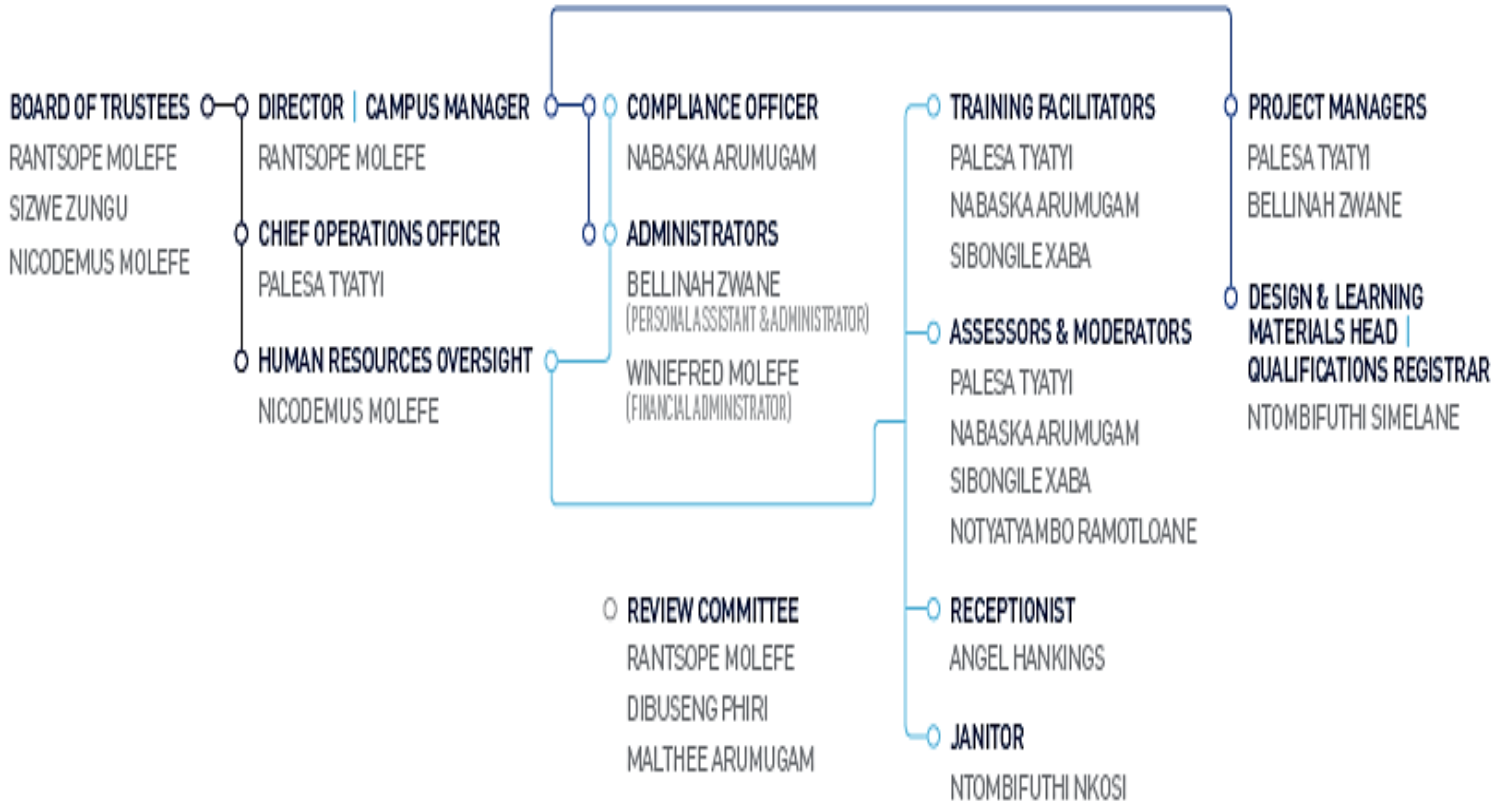 BOARD OF TRUSTEES
RANTSOPE MOLEFE
SIZWE ZUNGU
NICODEMUS MOLEFE
DIRECTOR | CAMPUS MANAGER
RANTSOPE MOLEFE
CHIEF OPERATIONS OFFICER
PALESA TYATYI
HUMAN RESOURCES OVERSIGHT
NICODEMUS MOLEFE
COMPLIANCE OFFICER
NABASKA ARUMUGAM
ADMINISTRATORS
BELLINAH ZWANE
(PERSONAL ASSISTANT & ADMINISTRATOR)
WINIEFRED MOLEFE
(FINANCIAL ADMINISTRATOR)
REVIEW COMMITTEE
RANTSOPE MOLEFE
DIBUSENG PHIRI
MALTHEE ARUMUGAM
TRAINING FACILITATORS
PALESA TYATYI
NABASKA ARUMUGAM
SIBONGILE XABA
ASSESSORS & MODERATORS
PALESA TYATYI
NABASKA ARUMUGAM
SIBONGILE XABA
NOTYATYAMBO RAMOTLOANE
RECEPTIONIST
ANGEL HANKINGS
JANITOR
NTOMBIFUTHI NKOSI
PROJECT MANAGERS
PALESA TYATYI
BELLINAH ZWANE
DESIGN & LEARNING
MATERIALS HEAD |
QUALIFICATIONS REGISTRAR
NTOMBIFUTHI SIMELANE